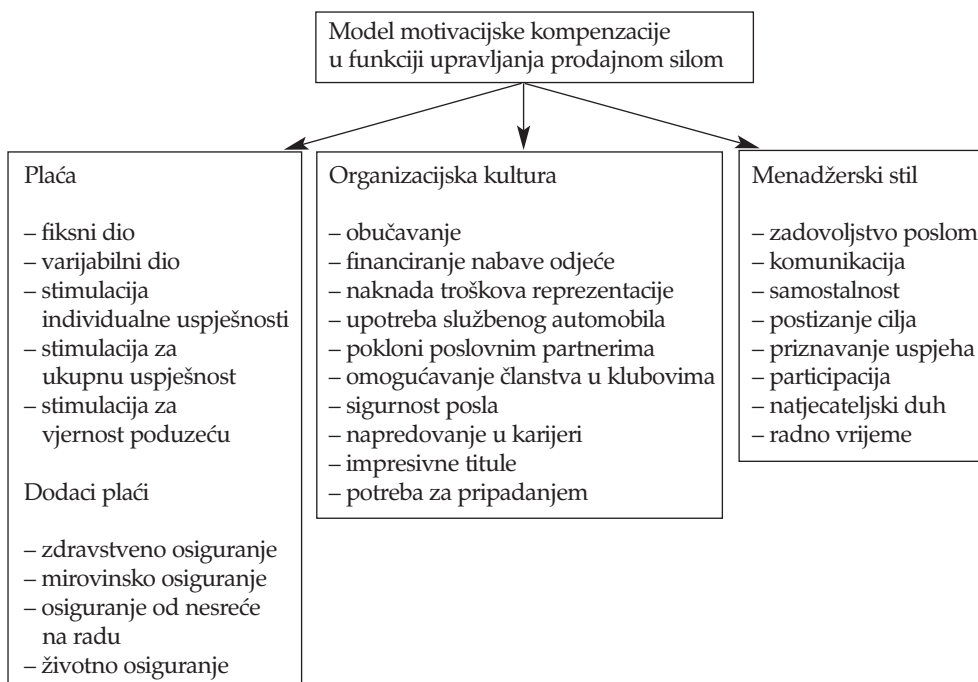 Model motivacijske kompenzacije
u funkciji upravljanja prodajnom silom
Plaća
– fiksni dio
– varijabilni dio
– stimulacija
individualne uspješnosti
– stimulacija za
ukupnu uspješnost
– stimulacija za
vjernost poduzeću
Dodaci plaći
– zdravstveno osiguranje
– mirovinsko osiguranje
– osiguranje od nesreće
na radu
– životno osiguranje
Organizacijska kultura
– obučavanje
– financiranje nabave odjeće
– naknada troškova reprezentacije
– upotreba službenog automobila
– pokloni poslovnim partnerima
– omogućavanje članstva u klubovima
– sigurnost posla
– napredovanje u karijeri
– impresivne titule
– potreba za pripadanjem
Menadžerski stil
– zadovoljstvo poslom
– komunikacija
– samostalnost
– postizanje cilja
– priznavanje uspjeha
– participacija
– natjecateljski duh
– radno vrijeme